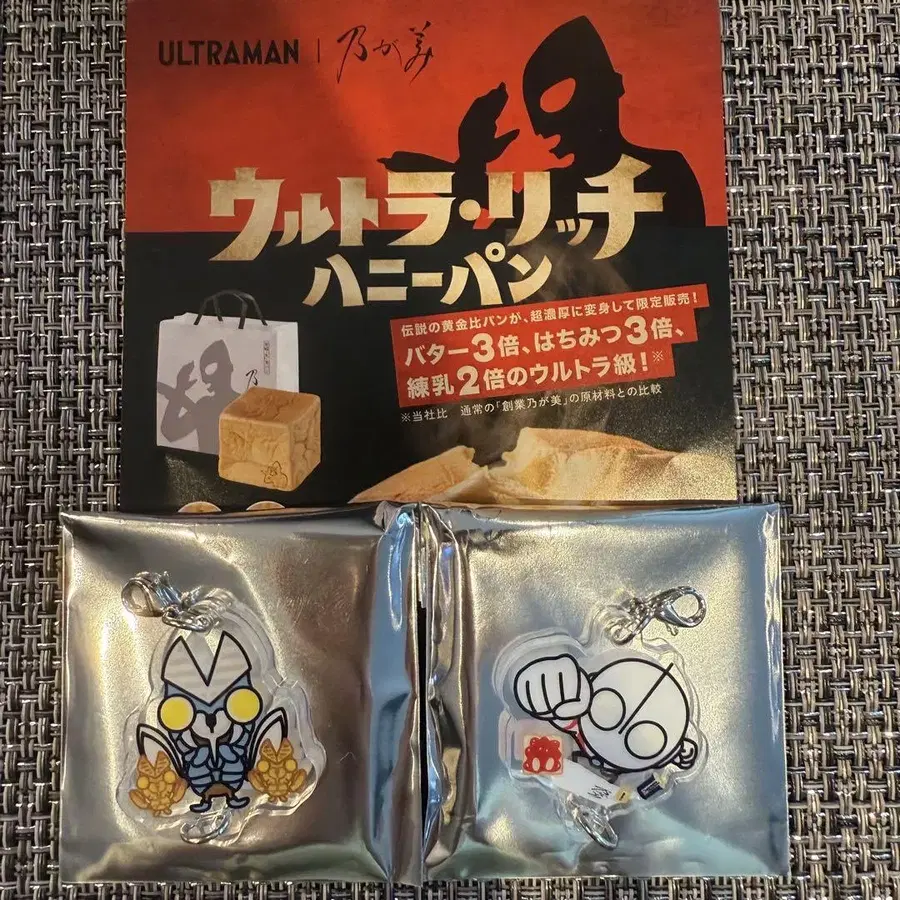 ULTRAMAN | 乃が美
ウルトラ・リッチ
ハニーパン
伝説の黄金比パンが、超濃厚に変身して限定販売！
バター3倍、はちみつ3倍、
練乳2倍のウルトラ級！※
※当社比 通常の「創業乃が美」の原材料との比較